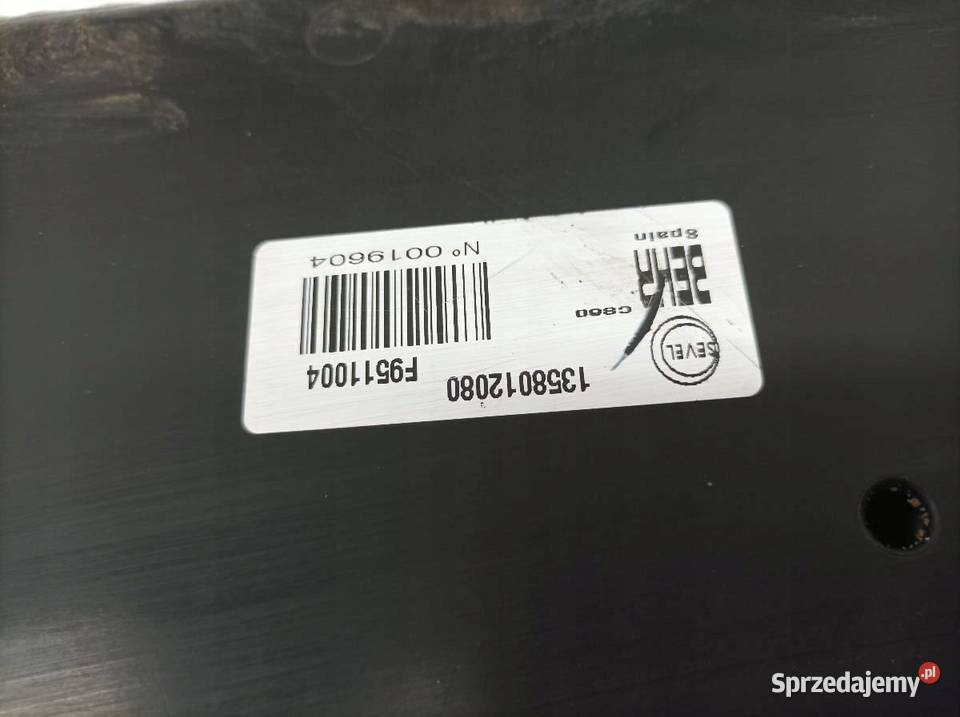 SEVEL
1358012080
F9511004
BEHR
C860
Spain
Nº 0019604
Sprzedajemy.pl